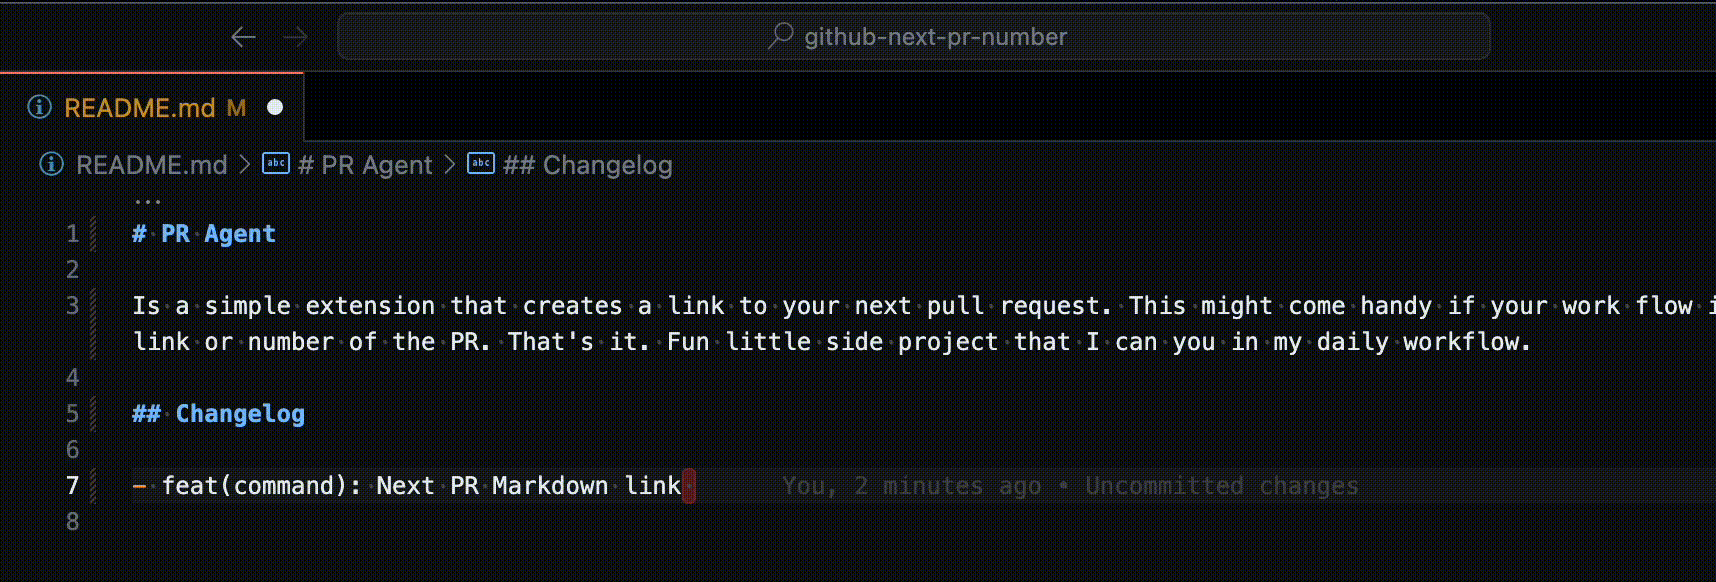 github-next-pr-number
README.md M
README.md > # PR Agent > ## Changelog
...
1 # PR Agent
2
3 Is a simple extension that creates a link to your next pull request. This might come handy if your work flow
link or number of the PR. That's it. Fun little side project that I can you in my daily workflow.
4
5 ## Changelog
6
7 - feat(command): Next PR Markdown link You, 2 minutes ago • Uncommitted changes
8